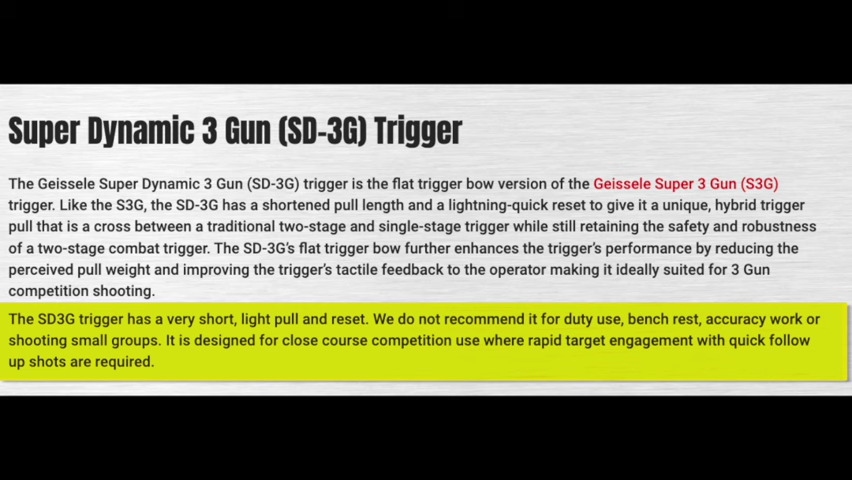 Super Dynamic 3 Gun (SD-3G) Trigger
The Geissele Super Dynamic 3 Gun (SD-3G) trigger is the flat trigger bow version of the Geissele Super 3 Gun (S3G)
trigger. Like the S3G, the SD-3G has a shortened pull length and a lightning-quick reset to give it a unique, hybrid trigger
pull that is a cross between a traditional two-stage and single-stage trigger while still retaining the safety and robustness
of a two-stage combat trigger. The SD-3G's flat trigger bow further enhances the trigger's performance by reducing the
perceived pull weight and improving the trigger's tactile feedback to the operator making it ideally suited for 3 Gun
competition shooting.
The SD3G trigger has a very short, light pull and reset. We do not recommend it for duty use, bench rest, accuracy work or
shooting small groups. It is designed for close course competition use where rapid target engagement with quick follow
up shots are required.